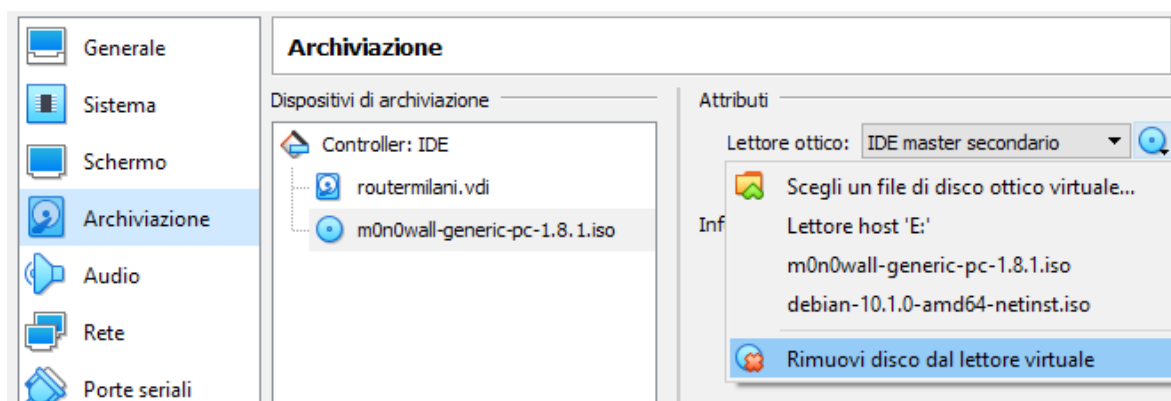 Generale
Sistema
Schermo
Archiviazione
Audio
Rete
Porte seriali
Archiviazione
Dispositivi di archiviazione
Controller: IDE
routermilani.vdi
m0n0wall-generic-pc-1.8.1.iso
Attributi
Lettore ottico: IDE master secondario
Scegli un file di disco ottico virtuale...
Lettore host 'E:'
m0n0wall-generic-pc-1.8.1.iso
debian-10.1.0-amd64-netinst.iso
Rimuovi disco dal lettore virtuale
Inf